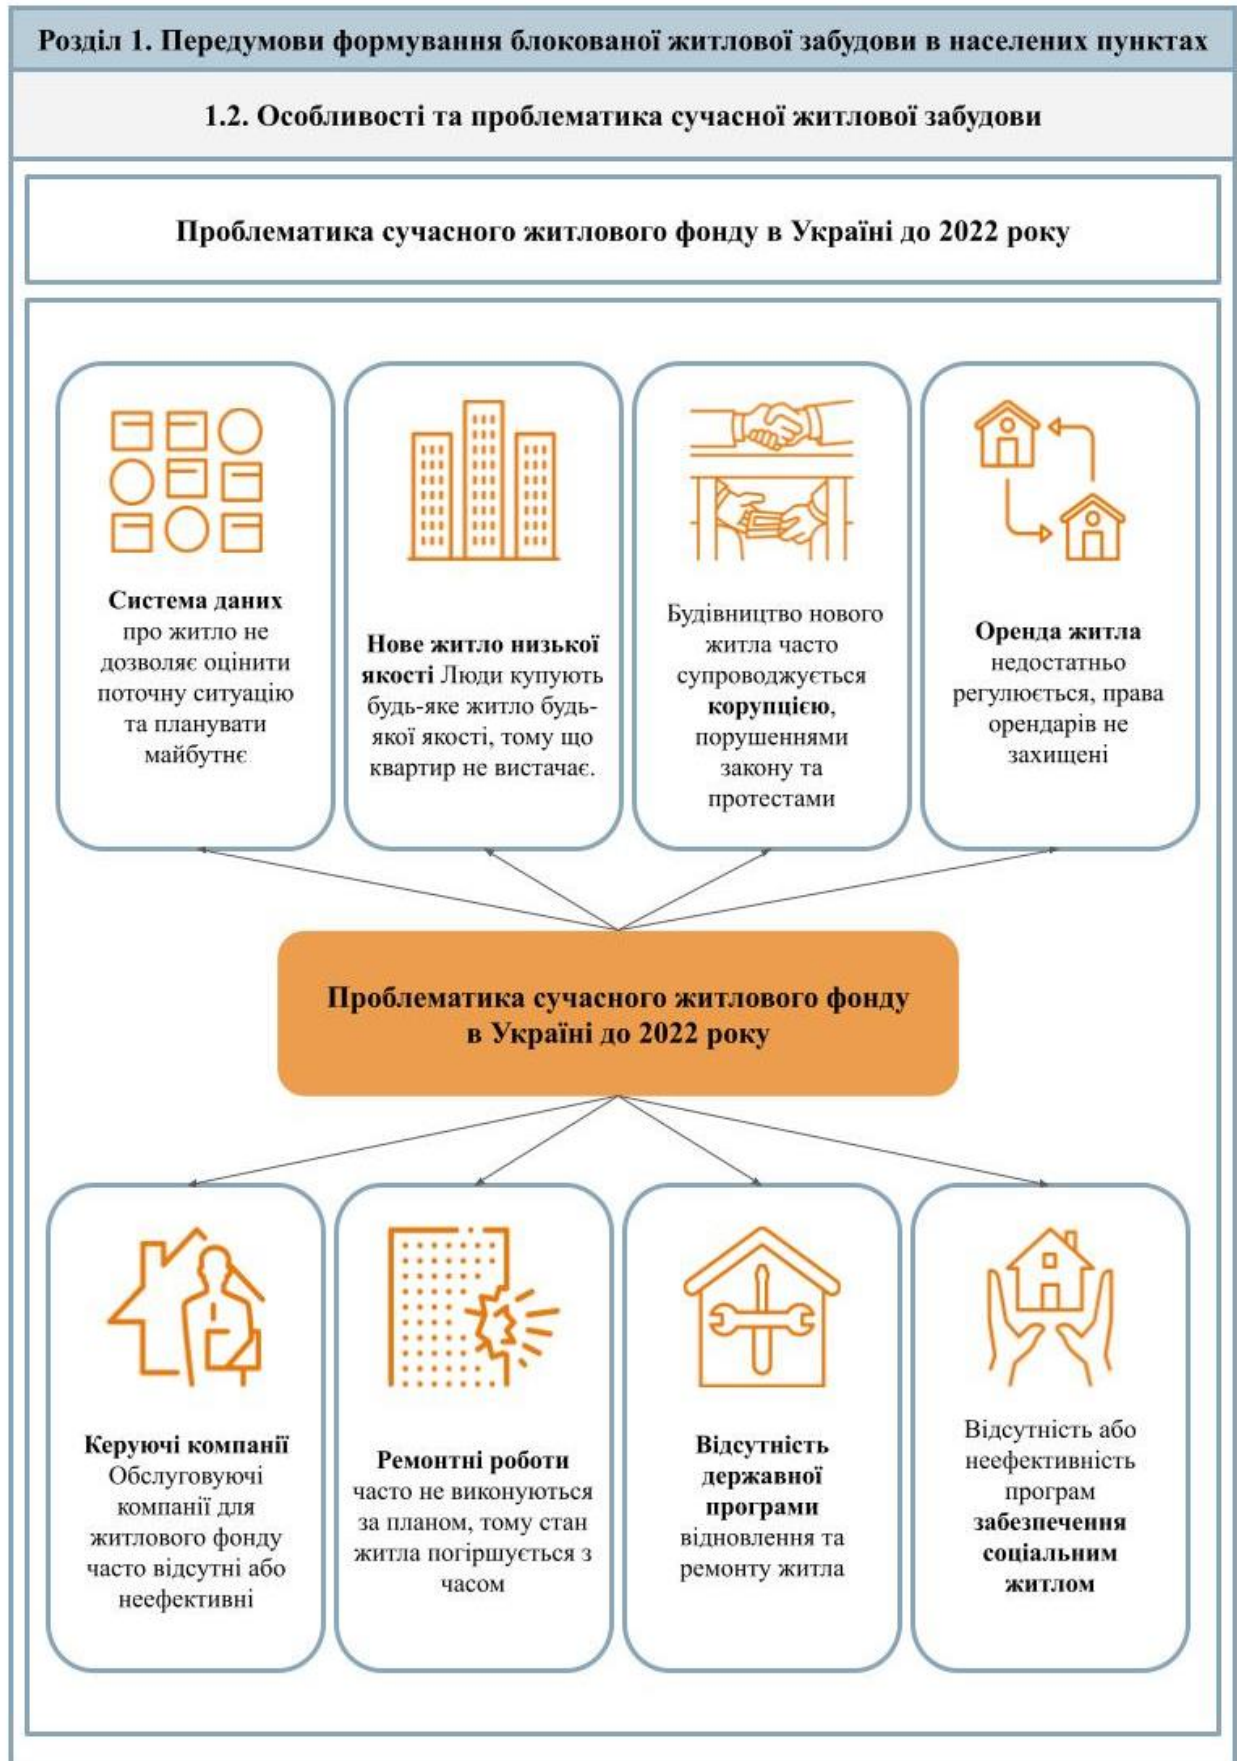 Розділ 1. Передумови формування блокованої житлової забудови в населених пунктах
1.2. Особливості та проблематика сучасної житлової забудови
Проблематика сучасного житлового фонду в Україні до 2022 року
Система даних
про житло не
дозволяє оцінити
поточну ситуацію
та планувати
майбутнє
Нове житло низької
якості Люди купують
будь-яке житло будь-
якої якості, тому що
квартир не вистачає.
Будівництво нового
житла часто
супроводжується
корупцією,
порушеннями
закону та
протестами
Оренда житла
недостатньо
регулюється, права
орендарів не
захищені
Проблематика сучасного житлового фонду
в Україні до 2022 року
Керуючі компанії
Обслуговуючі
компанії для
житлового фонду
часто відсутні або
неефективні
Ремонтні роботи
часто не виконуються
за планом, тому стан
житла погіршується з
часом
Відсутність
державної
програми
відновлення та
ремонту житла
Відсутність або
неефективність
програм
забезпечення
соціальним
житлом